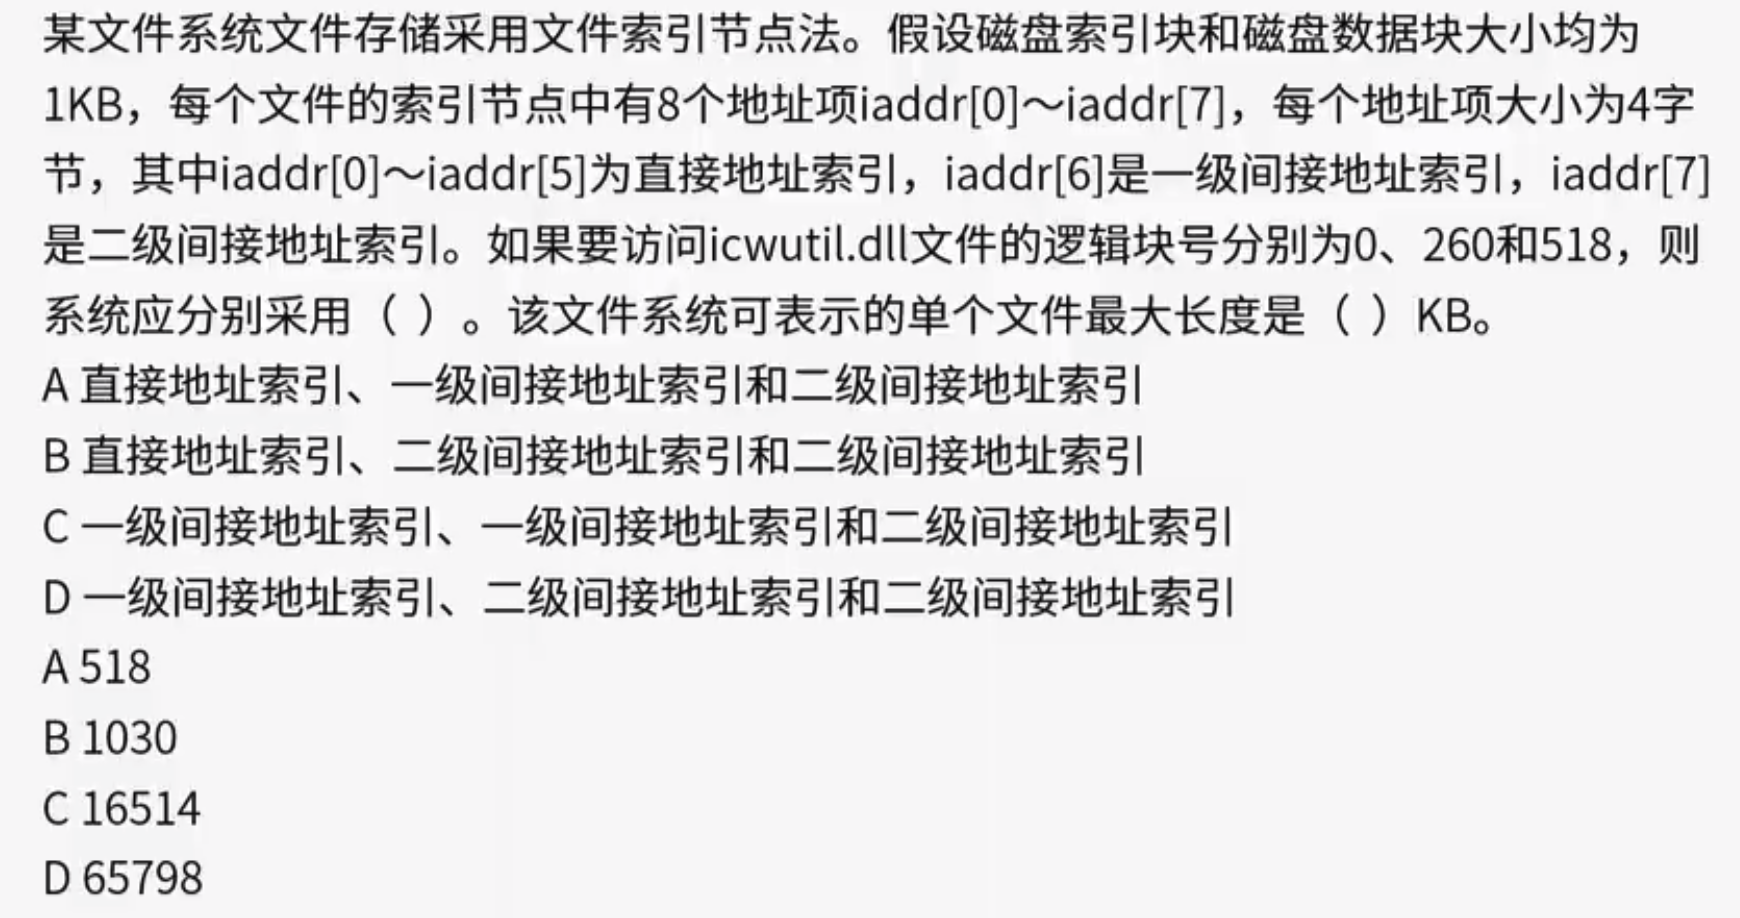 某文件系统文件存储采用文件索引节点法。假设磁盘索引块和磁盘数据块大小均为
1KB，每个文件的索引节点中有8个地址项iaddr[0]～iaddr[7]，每个地址项大小为4字
节，其中iaddr[0]～iaddr[5]为直接地址索引，iaddr[6]是一级间接地址索引，iaddr[7]
是二级间接地址索引。如果要访问icwutil.dll文件的逻辑块号分别为0、260和518，则
系统应分别采用（ ）。该文件系统可表示的单个文件最大长度是（ ）KB。
A 直接地址索引、一级间接地址索引和二级间接地址索引
B 直接地址索引、二级间接地址索引和二级间接地址索引
C 一级间接地址索引、一级间接地址索引和二级间接地址索引
D 一级间接地址索引、二级间接地址索引和二级间接地址索引
A 518
B 1030
C 16514
D 65798